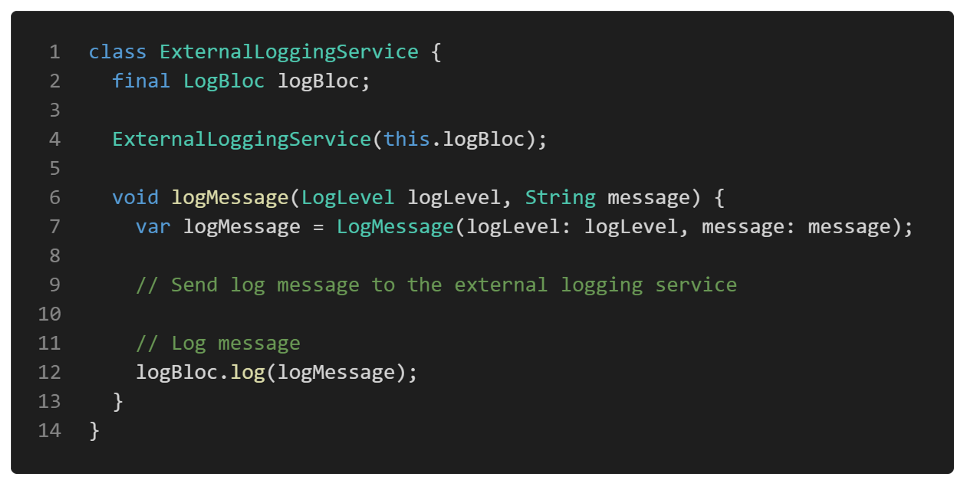 1 class ExternalLoggingService {
2   final LogBloc logBloc;
3
4   ExternalLoggingService(this.logBloc);
5
6   void logMessage(LogLevel logLevel, String message) {
7     var logMessage = LogMessage(logLevel: logLevel, message: message);
8
9     // Send log message to the external logging service
10
11     // Log message
12     logBloc.log(logMessage);
13   }
14 }